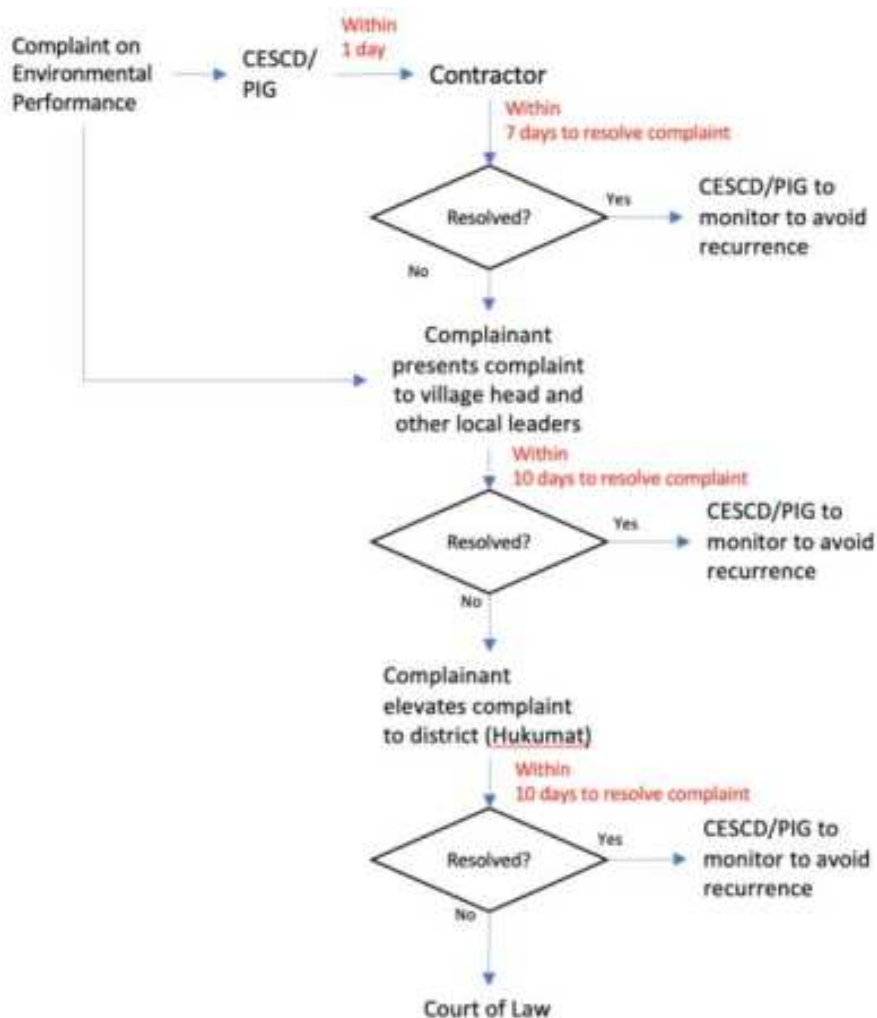 Complaint on
Environmental
Performance
CESCD/
PIG
Within
1 day
Contractor
Within
7 days to resolve complaint
Resolved?
Yes
CESCD/PIG to
monitor to avoid
recurrence
No
Complainant
presents complaint
to village head and
other local leaders
Within
10 days to resolve complaint
Resolved?
Yes
CESCD/PIG to
monitor to avoid
recurrence
No
Complainant
elevates complaint
to district (Hukumat)
Within
10 days to resolve complaint
Resolved?
Yes
CESCD/PIG to
monitor to avoid
recurrence
No
Court of Law